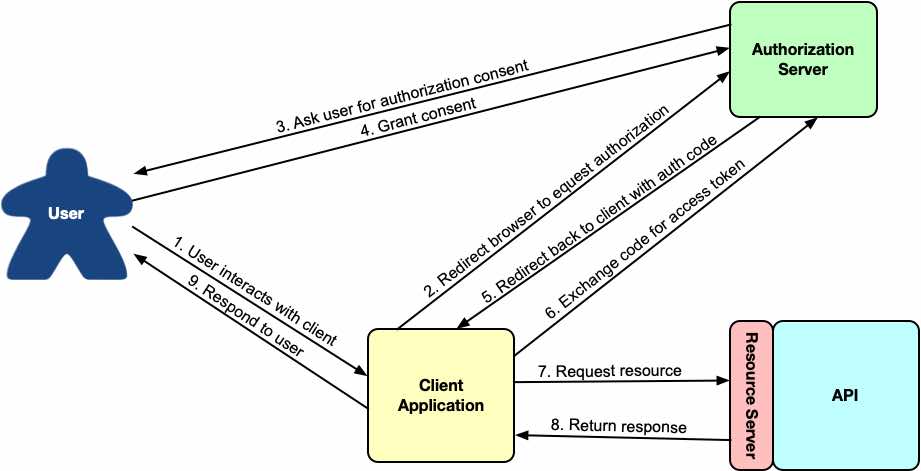 Authorization
Server
3. Ask user for authorization consent
4. Grant consent
User
2. Redirect browser to equest authorization
5. Redirect back to client with auth code
6. Exchange code for access token
1. User interacts with client
9. Respond to user
Client
Application
7. Request resource
8. Return response
Resource Server
API